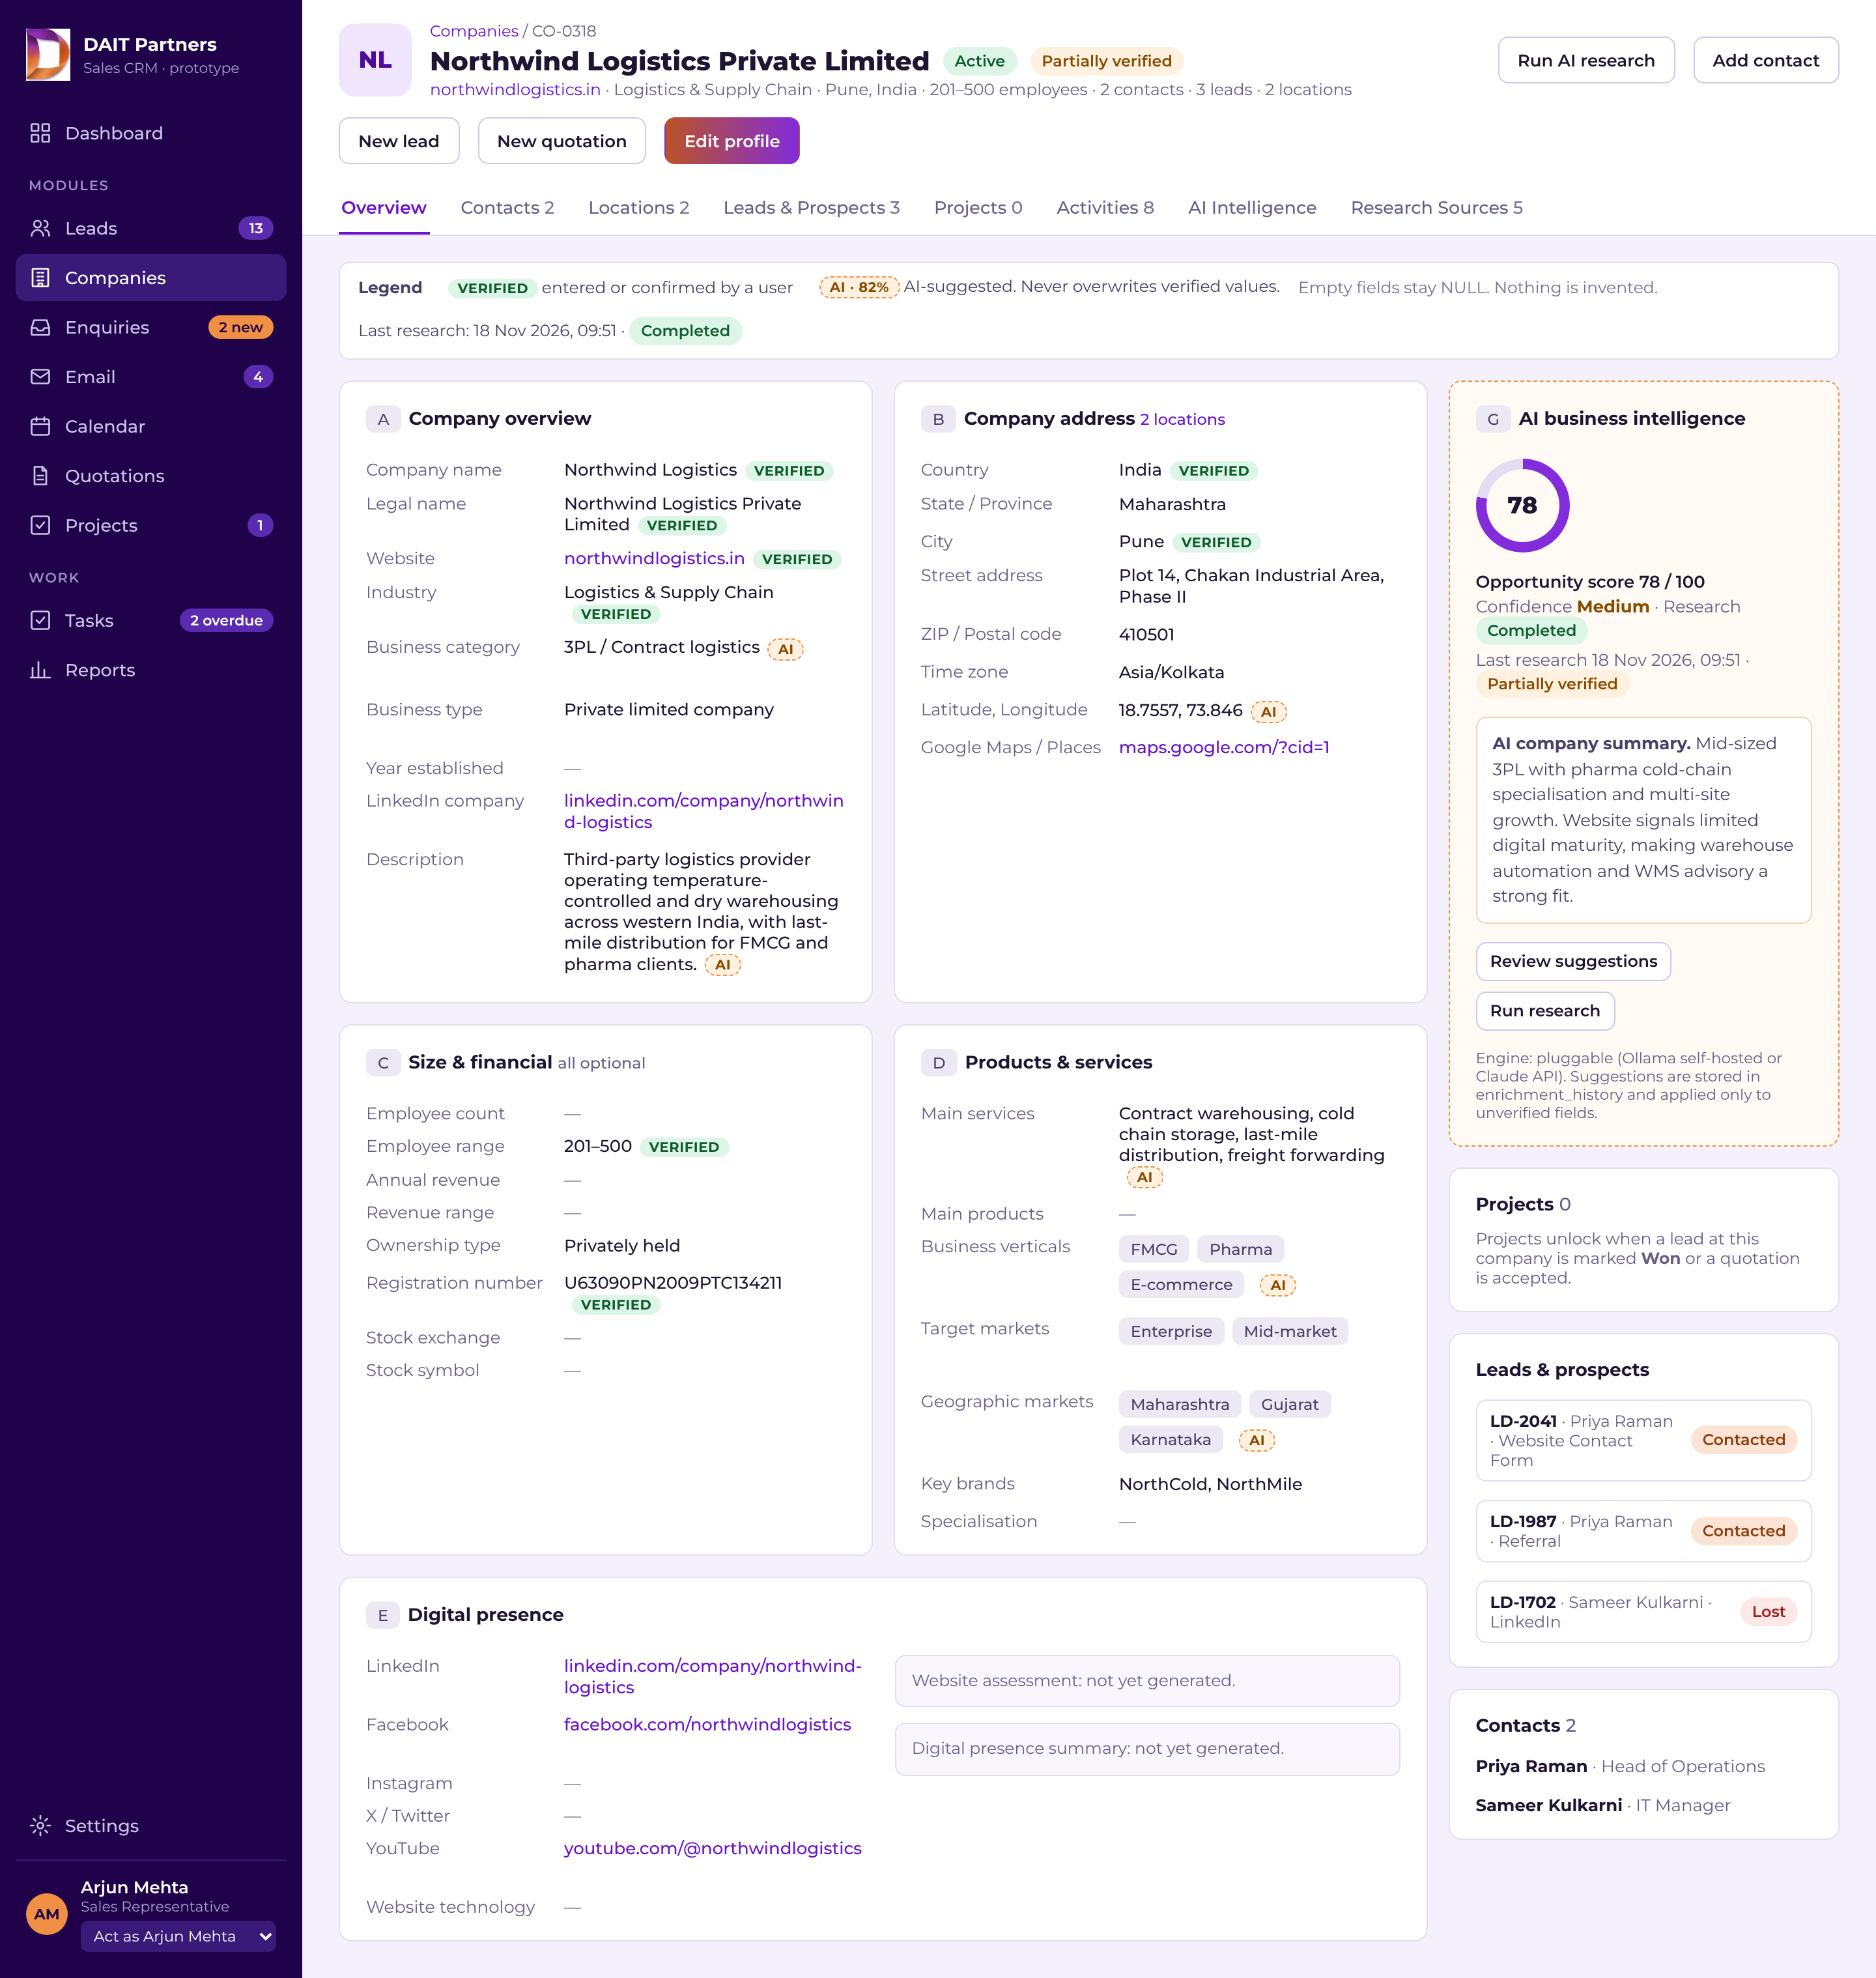 DAIT Partners
Sales CRM · prototype
Dashboard
MODULES
Leads 13
Companies
Enquiries 2 new
Email 4
Calendar
Quotations
Projects 1
WORK
Tasks 2 overdue
Reports
Settings
AM
Arjun Mehta
Sales Representative
Act as Arjun Mehta
NL
Companies / CO-0318
Northwind Logistics Private Limited Active Partially verified
northwindlogistics.in · Logistics & Supply Chain · Pune, India · 201–500 employees · 2 contacts · 3 leads · 2 locations
Run AI research Add contact
New lead New quotation Edit profile
Overview Contacts 2 Locations 2 Leads & Prospects 3 Projects 0 Activities 8 AI Intelligence Research Sources 5
Legend VERIFIED entered or confirmed by a user AI · 82% AI-suggested. Never overwrites verified values. Empty fields stay NULL. Nothing is invented.
Last research: 18 Nov 2026, 09:51 · Completed
A Company overview
Company name Northwind Logistics VERIFIED
Legal name Northwind Logistics Private
Limited VERIFIED
Website northwindlogistics.in VERIFIED
Industry Logistics & Supply Chain
VERIFIED
Business category 3PL / Contract logistics AI
Business type Private limited company
Year established —
LinkedIn company linkedin.com/company/northwin
d-logistics
Description Third-party logistics provider
operating temperature-
controlled and dry warehousing
across western India, with last-
mile distribution for FMCG and
pharma clients. AI
B Company address 2 locations
Country India VERIFIED
State / Province Maharashtra
City Pune VERIFIED
Street address Plot 14, Chakan Industrial Area,
Phase II
ZIP / Postal code 410501
Time zone Asia/Kolkata
Latitude, Longitude 18.7557, 73.846 AI
Google Maps / Places maps.google.com/?cid=1
C Size & financial all optional
Employee count —
Employee range 201–500 VERIFIED
Annual revenue —
Revenue range —
Ownership type Privately held
Registration number U63090PN2009PTC134211
VERIFIED
Stock exchange —
Stock symbol —
D Products & services
Main services Contract warehousing, cold
chain storage, last-mile
distribution, freight forwarding
AI
Main products —
Business verticals FMCG Pharma
E-commerce AI
Target markets Enterprise Mid-market
Geographic markets Maharashtra Gujarat
Karnataka AI
Key brands NorthCold, NorthMile
Specialisation —
E Digital presence
LinkedIn linkedin.com/company/northwind-
logistics
Facebook facebook.com/northwindlogistics
Instagram —
X / Twitter —
YouTube youtube.com/@northwindlogistics
Website technology —
Website assessment: not yet generated.
Digital presence summary: not yet generated.
G AI business intelligence
78
Opportunity score 78 / 100
Confidence Medium · Research
Completed
Last research 18 Nov 2026, 09:51 ·
Partially verified
AI company summary. Mid-sized
3PL with pharma cold-chain
specialisation and multi-site
growth. Website signals limited
digital maturity, making warehouse
automation and WMS advisory a
strong fit.
Review suggestions
Run research
Engine: pluggable (Ollama self-hosted or
Claude API). Suggestions are stored in
enrichment_history and applied only to
unverified fields.
Projects 0
Projects unlock when a lead at this
company is marked Won or a quotation
is accepted.
Leads & prospects
LD-2041 · Priya Raman
· Website Contact
Form
Contacted
LD-1987 · Priya Raman
· Referral
Contacted
LD-1702 · Sameer Kulkarni ·
LinkedIn
Lost
Contacts 2
Priya Raman · Head of Operations
Sameer Kulkarni · IT Manager